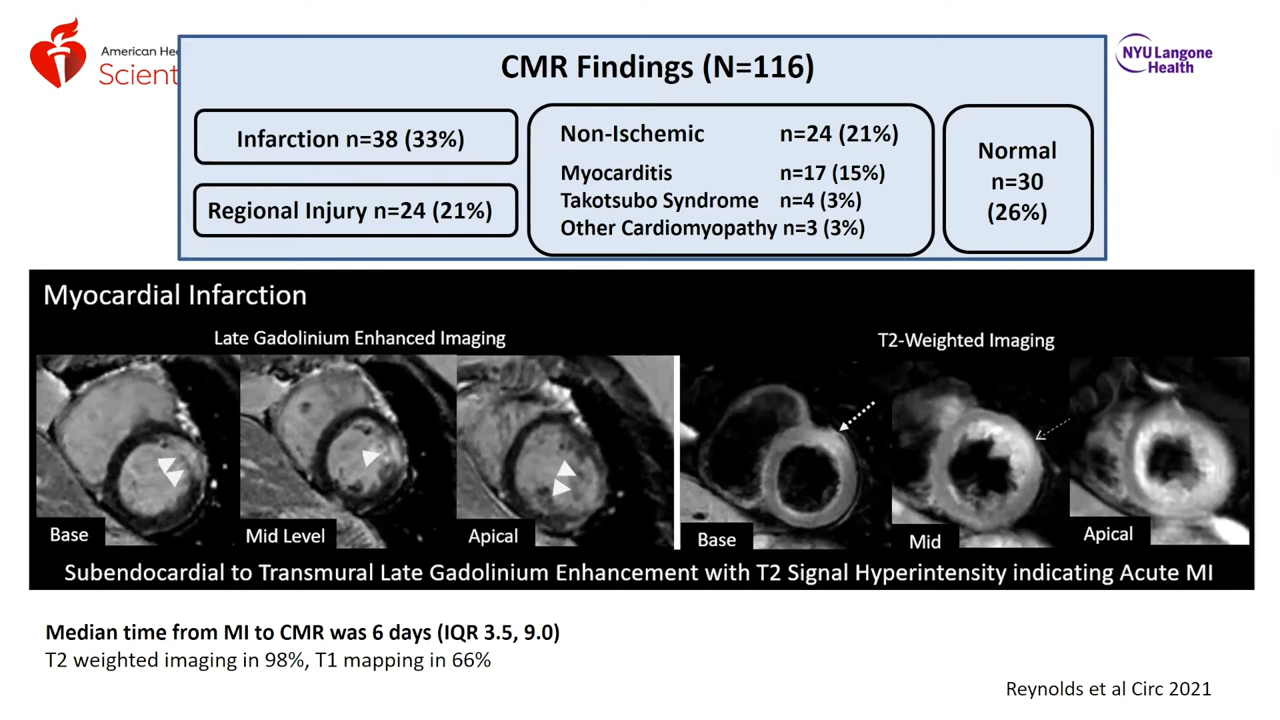 American He
Scient
CMR Findings (N=116)
NYU Langone
Health
Infarction n=38 (33%)
Regional Injury n=24 (21%)
Non-Ischemic n=24 (21%)
Myocarditis n=17 (15%)
Takotsubo Syndrome n=4 (3%)
Other Cardiomyopathy n=3 (3%)
Normal
n=30
(26%)
Myocardial Infarction
Late Gadolinium Enhanced Imaging
T2-Weighted Imaging
Base
Mid Level
Apical
Base
Mid
Apical
Subendocardial to Transmural Late Gadolinium Enhancement with T2 Signal Hyperintensity indicating Acute MI
Median time from MI to CMR was 6 days (IQR 3.5, 9.0)
T2 weighted imaging in 98%, T1 mapping in 66%
Reynolds et al Circ 2021